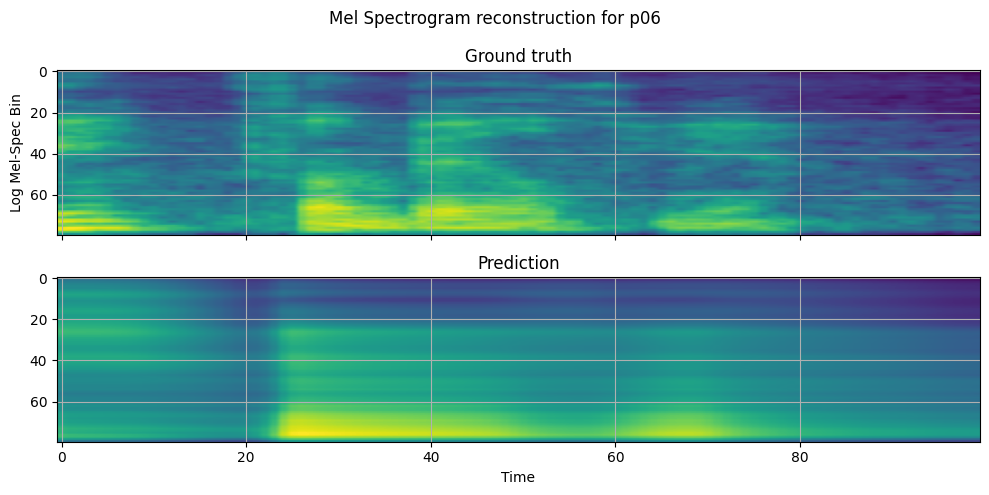 Mel Spectrogram reconstruction for p06
Ground truth
Log Mel-Spec Bin
0
20
40
60
Prediction
0
20
40
60
0 20 40 60 80
Time